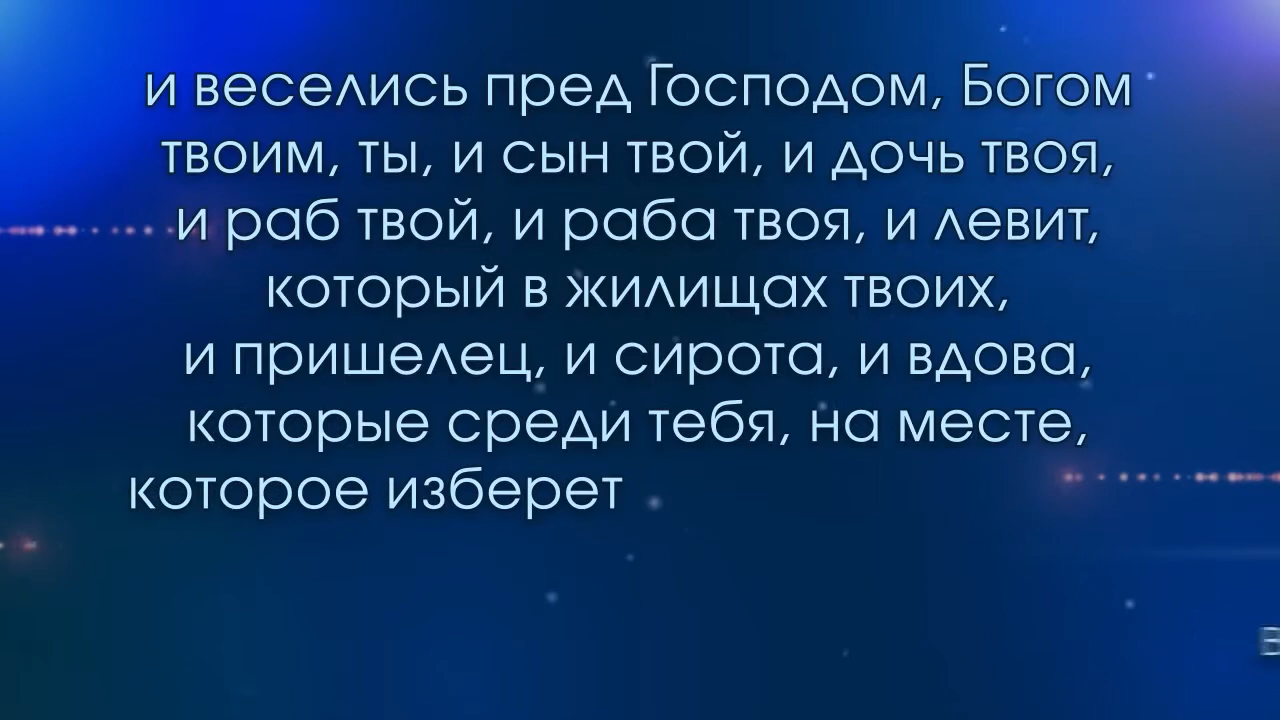 и веселись пред Господом, Богом
твоим, ты, и сын твой, и дочь твоя,
и раб твой, и раба твоя, и левит,
который в жилищах твоих,
и пришелец, и сирота, и вдова,
которые среди тебя, на месте,
которое изберет